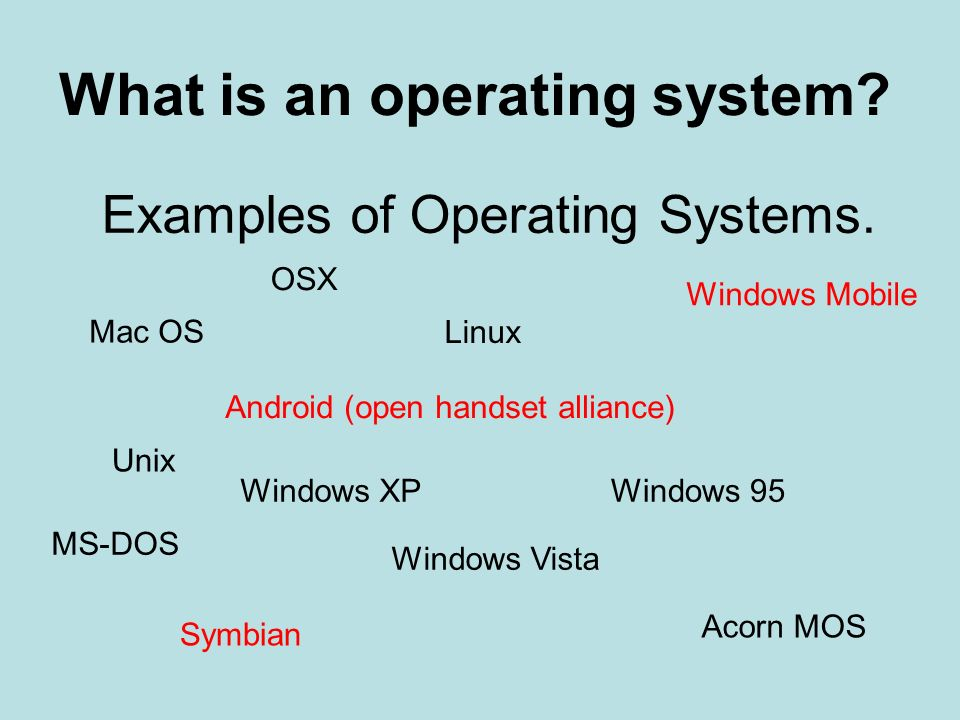 What is an operating system?
Examples of Operating Systems.
OSX
Windows Mobile
Mac OS
Linux
Android (open handset alliance)
Unix
Windows XP
Windows 95
MS-DOS
Windows Vista
Acorn MOS
Symbian